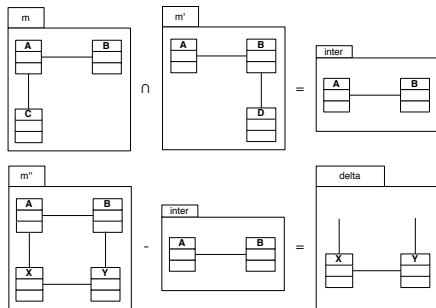 m
m'
A B
A B
inter
∩
=
A B
C
D
m"
delta
A B
inter
-
A B
=
X Y
X Y